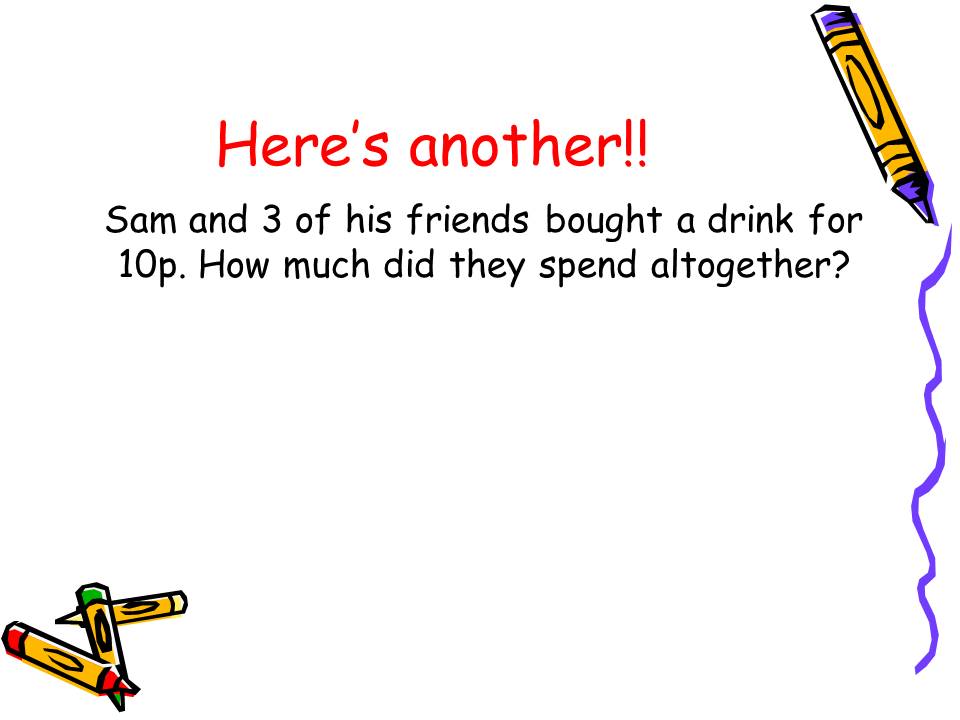 Here’s another!!
Sam and 3 of his friends bought a drink for
10p. How much did they spend altogether?